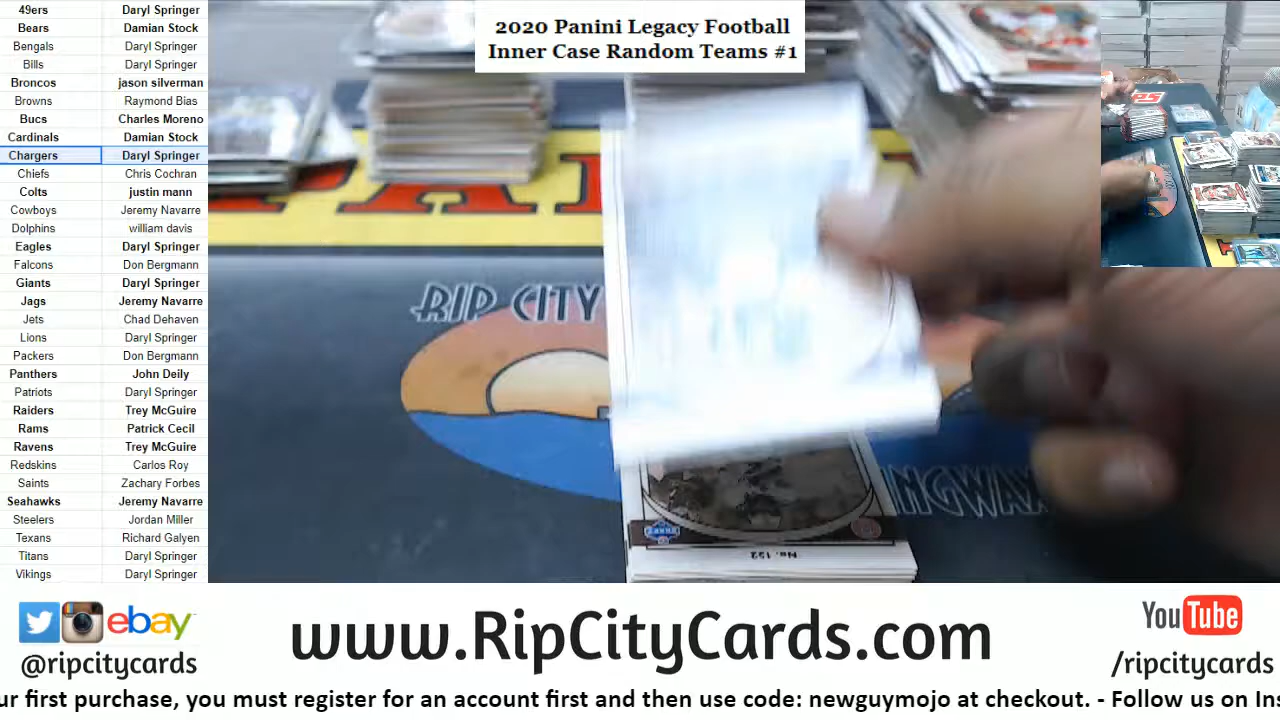 2020 Panini Legacy Football
Inner Case Random Teams #1
49ers Daryl Springer
Bears Damian Stock
Bengals Daryl Springer
Bills Daryl Springer
Broncos jason silverman
Browns Raymond Bias
Bucs Charles Moreno
Cardinals Damian Stock
Chargers Daryl Springer
Chiefs Chris Cochran
Colts justin mann
Cowboys Jeremy Navarre
Dolphins william davis
Eagles Daryl Springer
Falcons Don Bergmann
Giants Daryl Springer
Jags Jeremy Navarre
Jets Chad Dehaven
Lions Daryl Springer
Packers Don Bergmann
Panthers John Deily
Patriots Daryl Springer
Raiders Trey McGuire
Rams Patrick Cecil
Ravens Trey McGuire
Redskins Carlos Roy
Saints Zachary Forbes
Seahawks Jeremy Navarre
Steelers Jordan Miller
Texans Richard Galyen
Titans Daryl Springer
Vikings Daryl Springer
RIP CITY
INGWAX
No. 152
ebay
@ripcitycards
www.RipCityCards.com
YouTube
/ripcitycards
ur first purchase, you must register for an account first and then use code: newguymojo at checkout. - Follow us on Ins